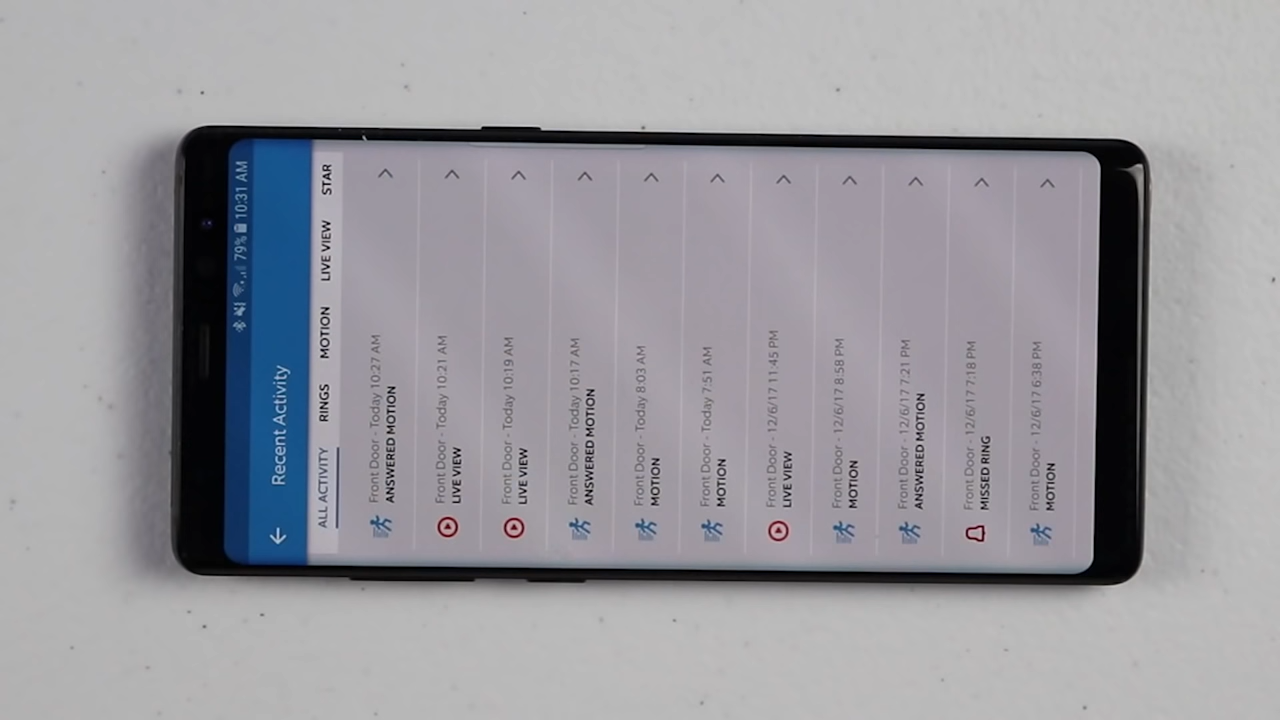 79% 10:31 AM
Recent Activity
ALL ACTIVITY RINGS MOTION LIVE VIEW STAR
Front Door - Today 10:27 AM
ANSWERED MOTION
Front Door - Today 10:21 AM
LIVE VIEW
Front Door - Today 10:19 AM
LIVE VIEW
Front Door - Today 10:17 AM
ANSWERED MOTION
Front Door - Today 8:03 AM
MOTION
Front Door - Today 7:51 AM
MOTION
Front Door - 12/6/17 11:45 PM
LIVE VIEW
Front Door - 12/6/17 8:58 PM
MOTION
Front Door - 12/6/17 7:21 PM
ANSWERED MOTION
Front Door - 12/6/17 7:18 PM
MISSED RING
Front Door - 12/6/17 6:38 PM
MOTION